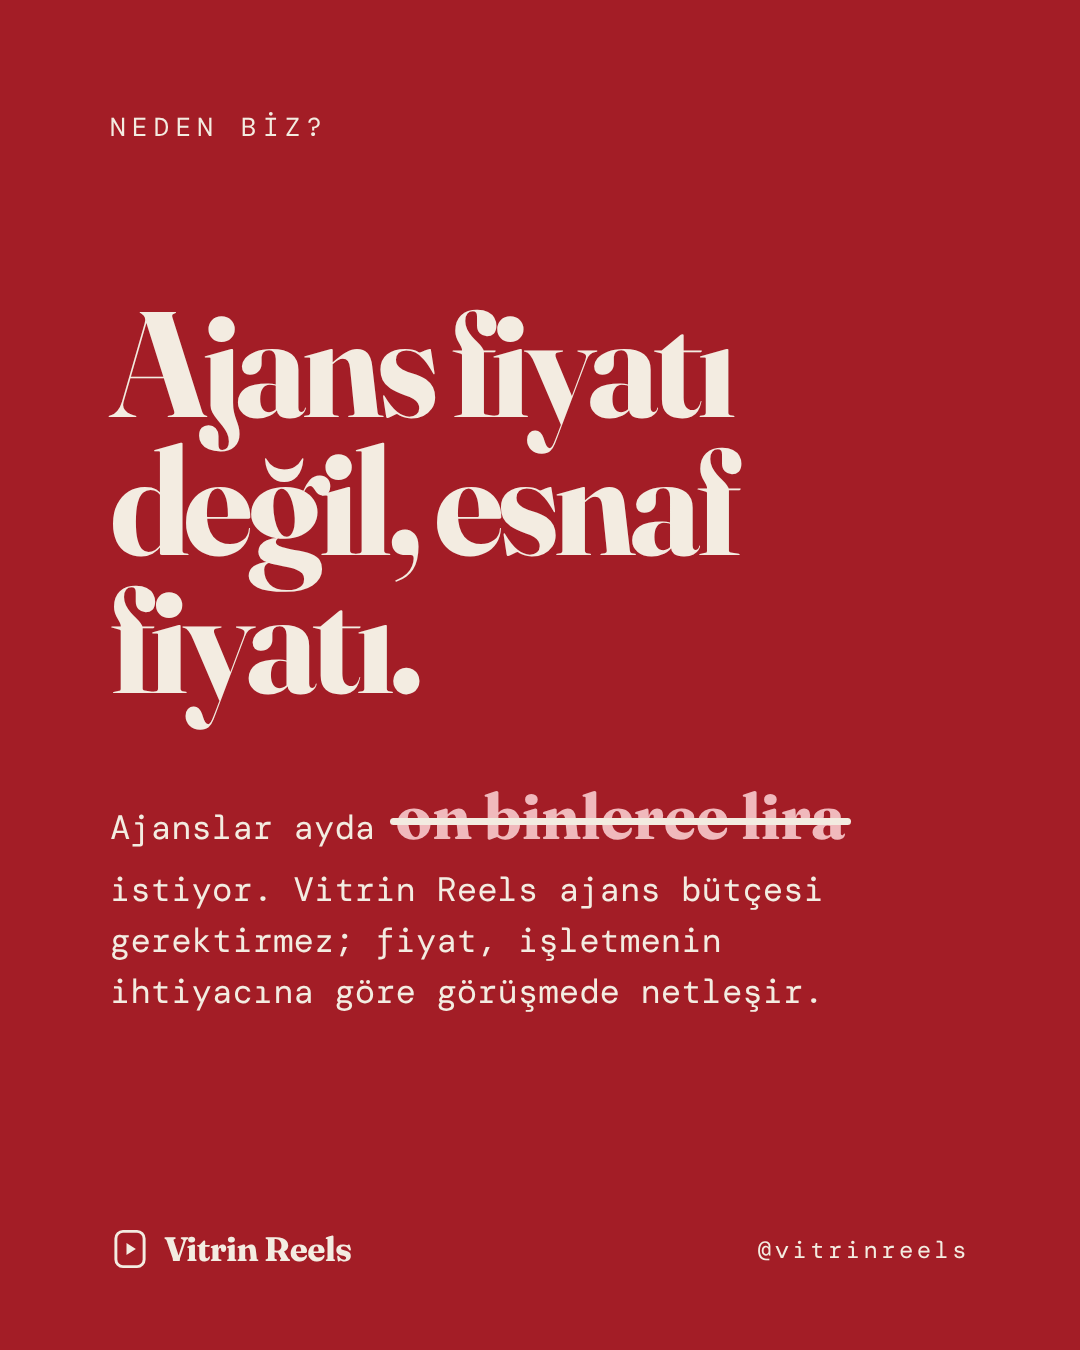 NEDEN BİZ?
Ajans fiyatı
değil, esnaf
fiyatı.
Ajanslar ayda on binlerce lira
istiyor. Vitrin Reels ajans bütçesi
gerektirmez; fiyat, işletmenin
ihtiyacına göre görüşmede netleşir.
Vitrin Reels
@vitrinreels